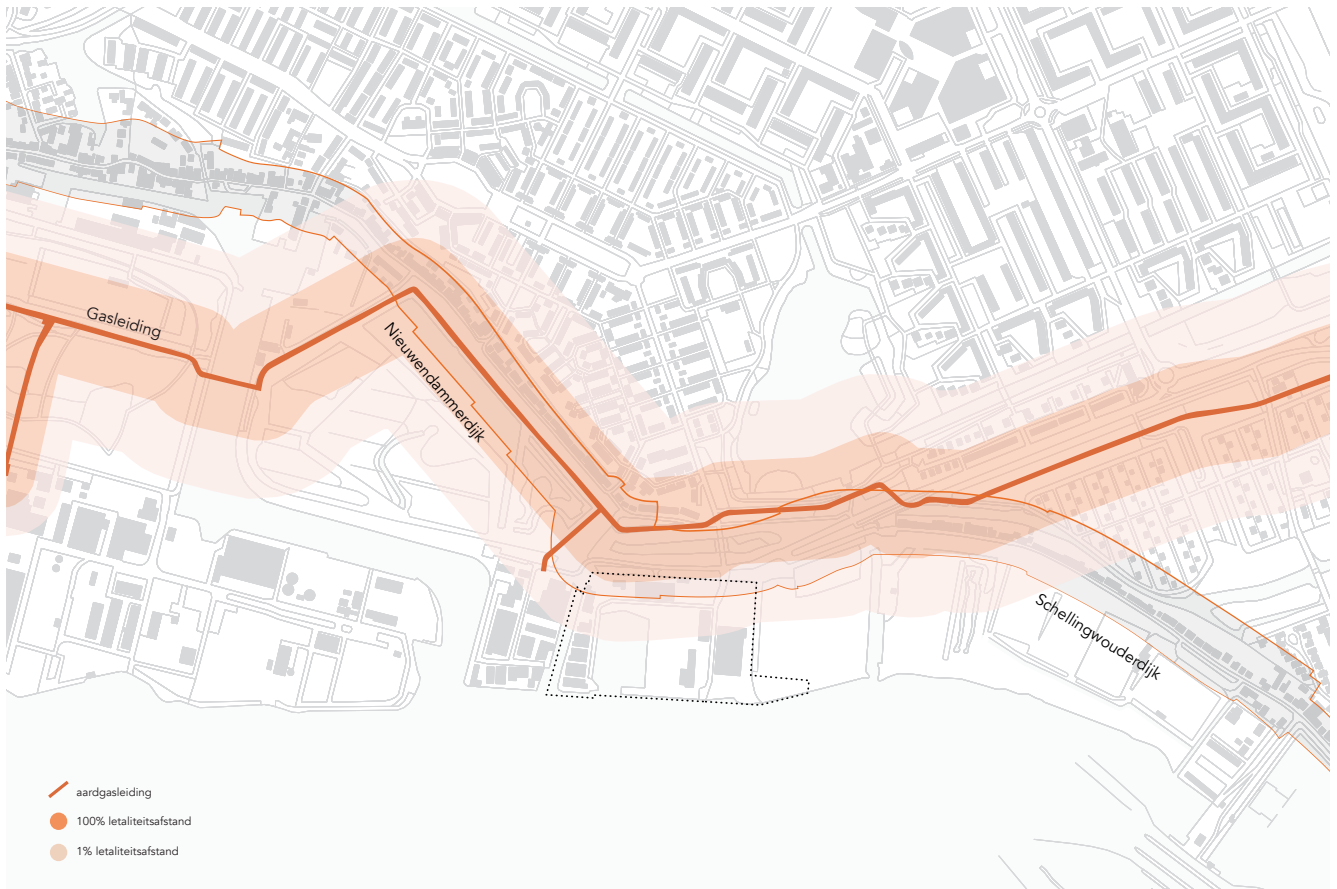 Gasleiding
Nieuwendammerdijk
Schellingwouderdijk
aardgasleiding
100% letaliteitsafstand
1% letaliteitsafstand